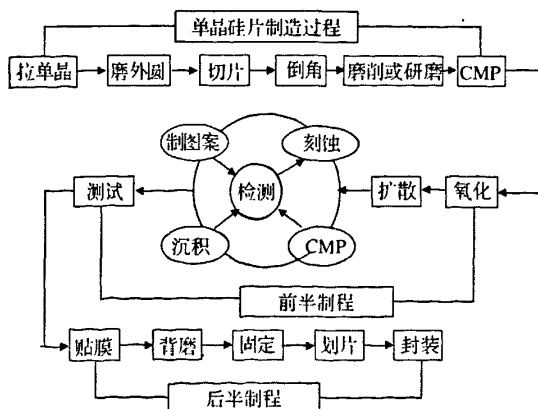 单晶硅片制造过程
拉单晶 磨外圆 切片 倒角 磨削或研磨 CMP
制图案 刻蚀
测试 检测 扩散 氧化
沉积 CMP
前半制程
贴膜 背磨 固定 划片 封装
后半制程